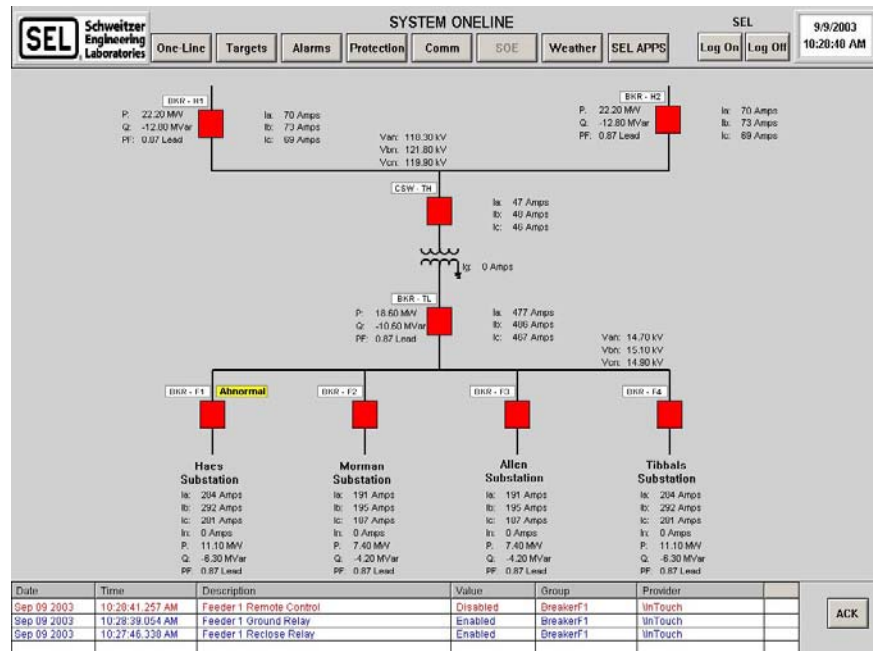 SYSTEM ONELINE
SEL
Schweitzer
Engineering
Laboratories
One-Line
Targets
Alarms
Protection
Comm
SOE
Weather
SEL APPS
SEL
Log On
Log Off
9/9/2003
10:28:40 AM
BKR - H1
P: 22.20 MW
Q: -12.80 MVar
PF: 0.87 Lead
Ia: 70 Amps
Ib: 73 Amps
Ic: 69 Amps
Van: 118.30 kV
Vbn: 121.80 kV
Vcn: 119.90 kV
BKR - H2
P: 22.20 MW
Q: -12.80 MVar
PF: 0.87 Lead
Ia: 70 Amps
Ib: 73 Amps
Ic: 69 Amps
CSW - TH
Ia: 47 Amps
Ib: 48 Amps
Ic: 46 Amps
Ig: 0 Amps
BKR - TL
P: 18.60 MW
Q: -10.60 MVar
PF: 0.87 Lead
Ia: 477 Amps
Ib: 486 Amps
Ic: 467 Amps
Van: 14.70 kV
Vbn: 15.10 kV
Vcn: 14.90 kV
BKR - F1
Abnormal
BKR - F2
BKR - F3
BKR - F4
Substation
Ia: 284 Amps
Ib: 292 Amps
Ic: 281 Amps
In: 0 Amps
P: 11.10 MW
Q: -6.30 MVar
PF: 0.87 Lead
Morman
Substation
Ia: 191 Amps
Ib: 195 Amps
Ic: 187 Amps
In: 0 Amps
P: 7.40 MW
Q: -4.20 MVar
PF: 0.87 Lead
Allen
Substation
Ia: 191 Amps
Ib: 195 Amps
Ic: 187 Amps
In: 0 Amps
P: 7.40 MW
Q: -4.20 MVar
PF: 0.87 Lead
Tibbals
Substation
Ia: 284 Amps
Ib: 292 Amps
Ic: 281 Amps
In: 0 Amps
P: 11.10 MW
Q: -6.30 MVar
PF: 0.87 Lead
Date Time Description Value Group Provider
Sep 09 2003 10:28:41.257 AM Feeder 1 Remote Control Disabled BreakerF1 \InTouch
Sep 09 2003 10:28:39.054 AM Feeder 1 Ground Relay Enabled BreakerF1 \InTouch
Sep 09 2003 10:27:46.338 AM Feeder 1 Reclose Relay Enabled BreakerF1 \InTouch
ACK